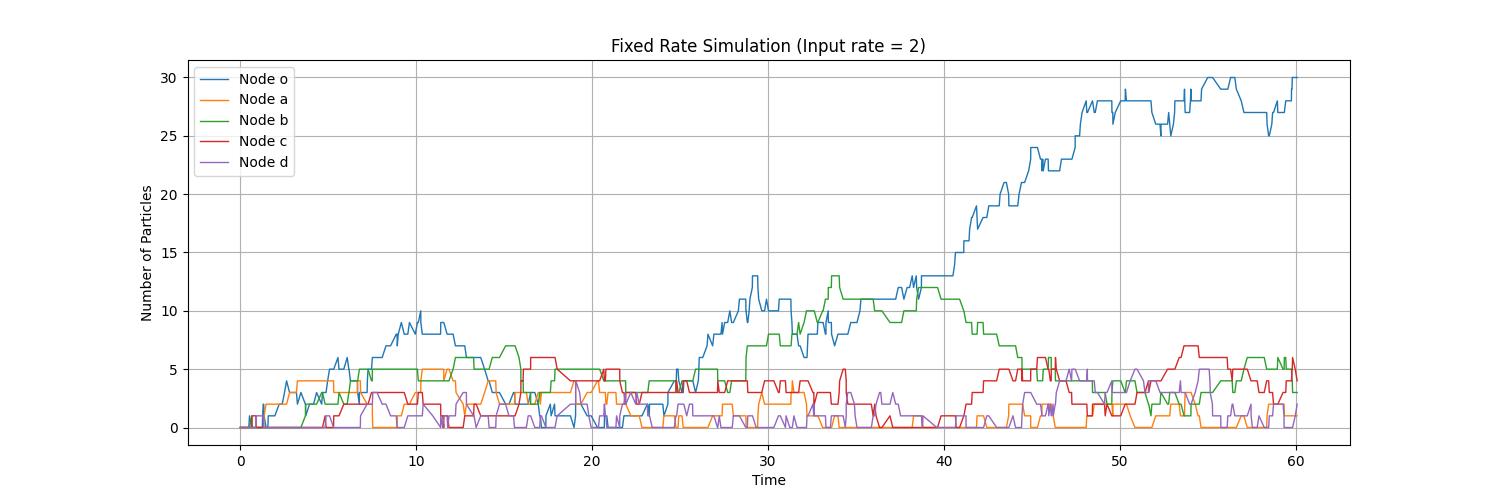 Fixed Rate Simulation (Input rate = 2)
Node o
Node a
Node b
Node c
Node d
Number of Particles
30
25
20
15
10
5
0
0 10 20 30 40 50 60
Time